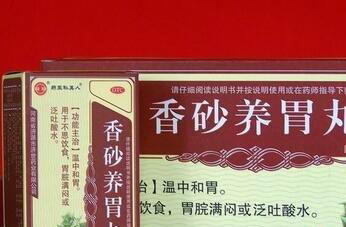 请仔细阅读说明书并按说明使用或在药师指导下
香砂养胃丸
治】温中和胃。
饮食，胃脘满闷或泛吐酸水。
OTC
香砂养胃丸
【功能主治】温中和胃。
用于不思饮食，胃脘满闷或
泛吐酸水。